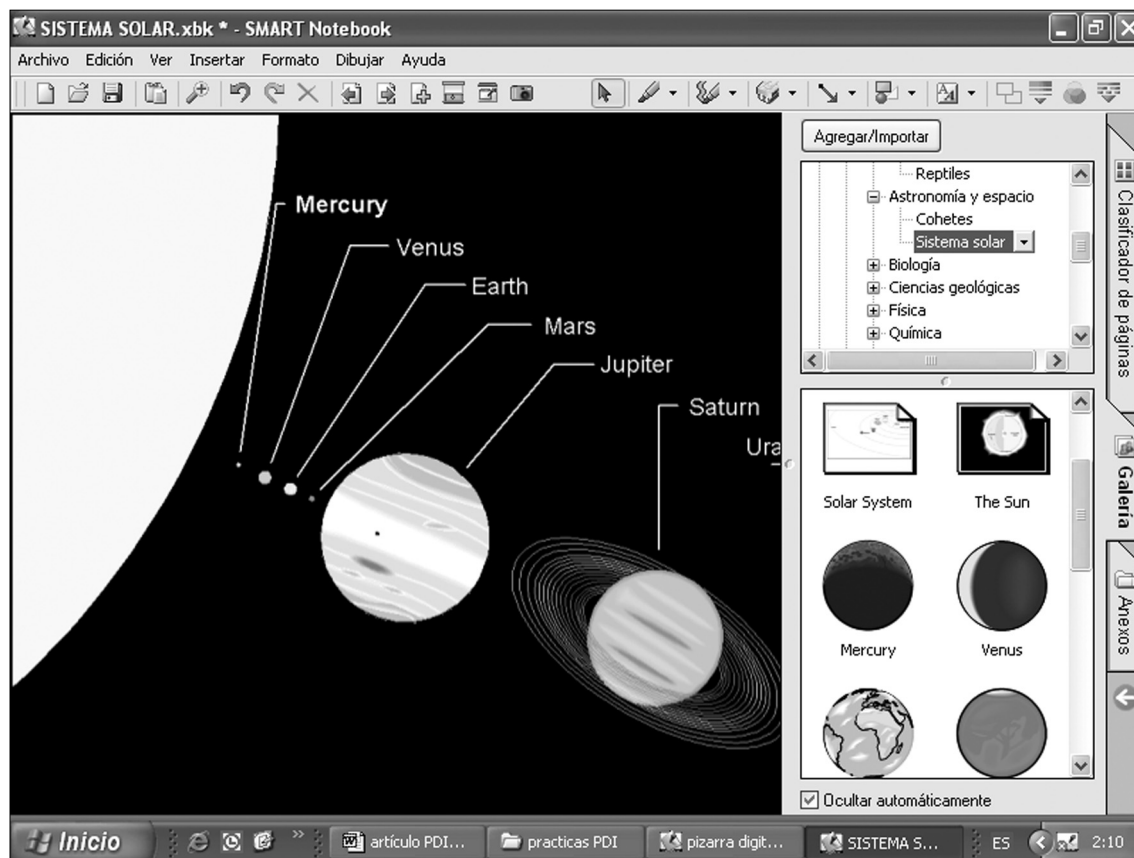 SISTEMA SOLAR.xbk * - SMART Notebook
Archivo Edición Ver Insertar Formato Dibujar Ayuda
Agregar/Importar
Reptiles
Astronomía y espacio
Cohetes
Sistema solar
Biología
Ciencias geológicas
Física
Química
Mercury
Venus
Earth
Mars
Jupiter
Saturn
Ura
Solar System
The Sun
Mercury
Venus
Ocultar automáticamente
Clasificador de páginas
Galería
Anexos
Inicio
artículo PDI...
practicas PDI
pizarra digit...
SISTEMA S...
ES
2:10